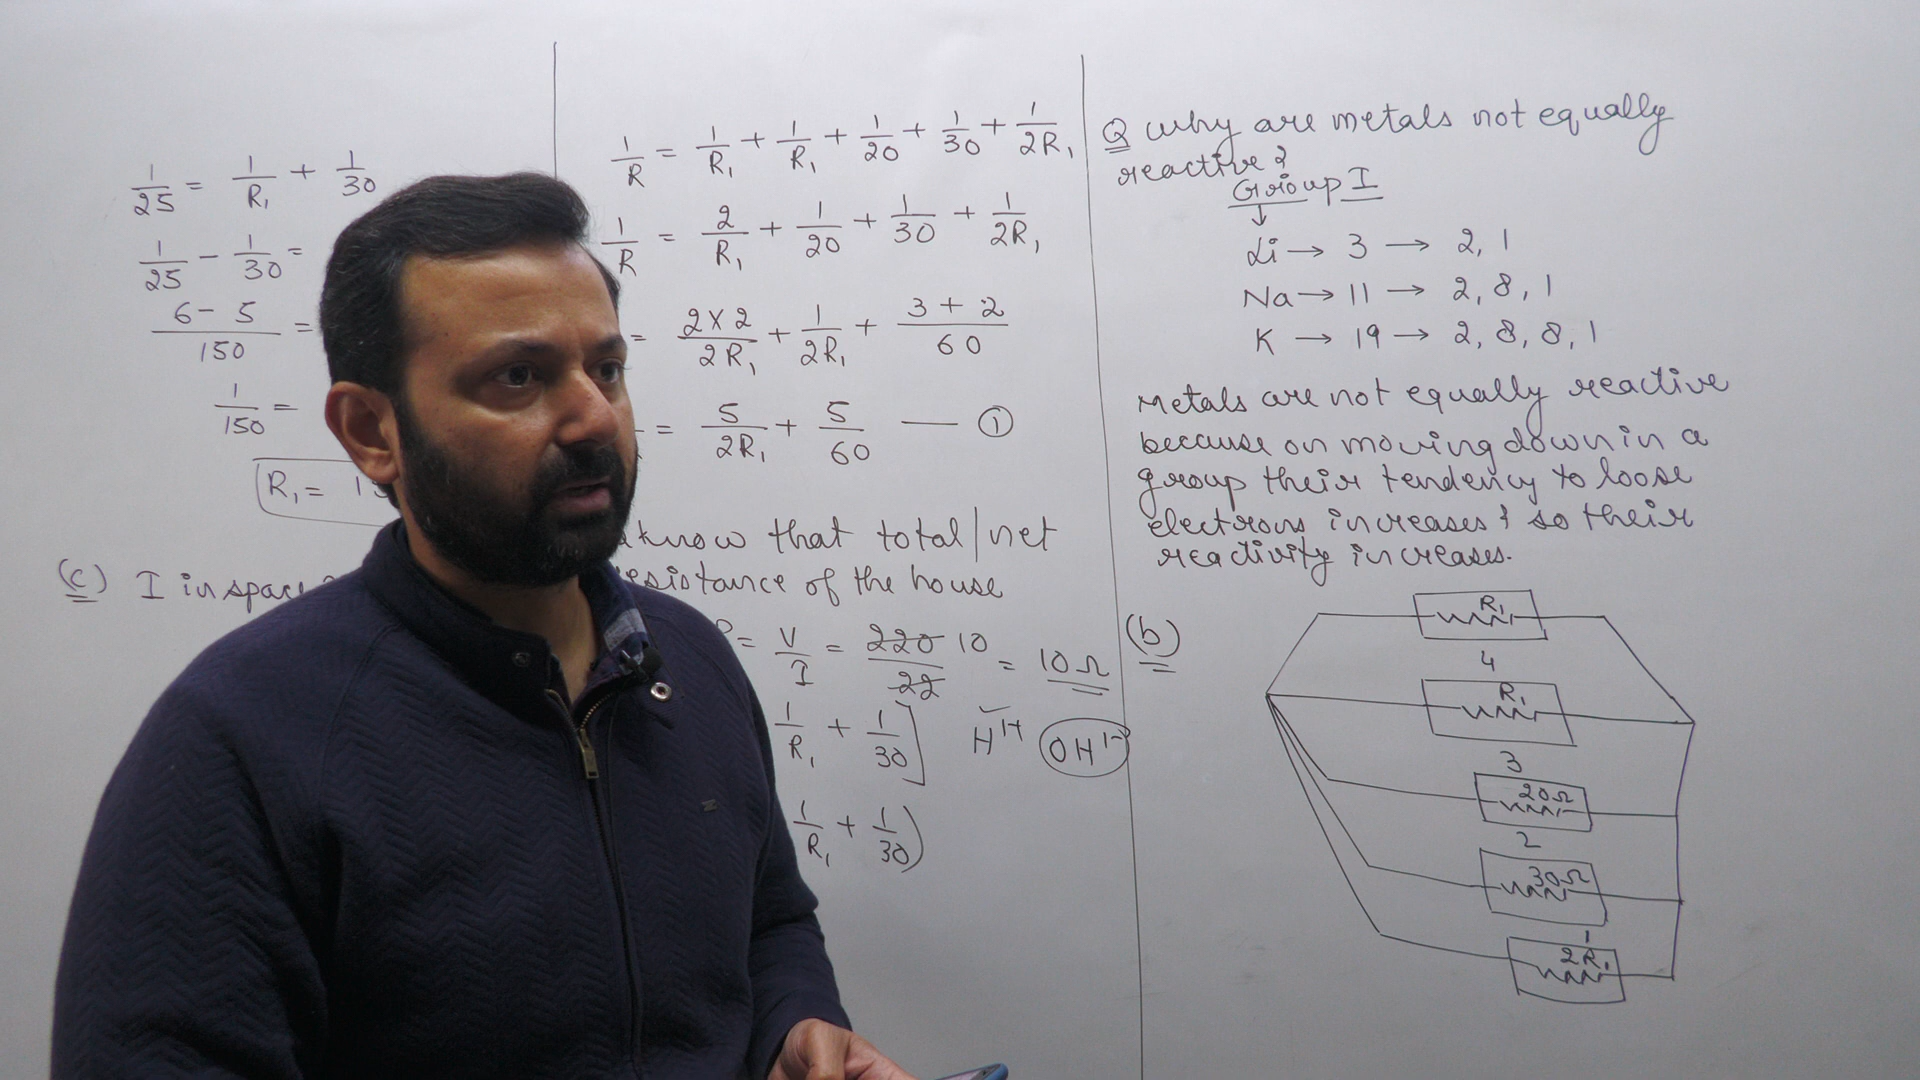 1/25 = 1/R₁ + 1/30
1/25 - 1/30 =
6 - 5/150 =
1/150 =
R₁ = 1
(c) I in space
1/R = 1/R₁ + 1/R₁ + 1/20 + 1/30 + 1/2R₁
1/R = 2/R₁ + 1/20 + 1/30 + 1/2R₁
= 2×2/2R₁ + 1/2R₁ + 3+2/60
= 5/2R₁ + 5/60 — ①
know that total/net
resistance of the house
= V/I = 220/22 10 = 10Ω
1/R₁ + 1/30]
H¹⁺ OH¹⁻
1/R₁ + 1/30)
Q Why are metals not equally
reactive?
Group I
↓
Li → 3 → 2, 1
Na → 11 → 2, 8, 1
K → 19 → 2, 8, 8, 1
Metals are not equally reactive
because on moving down in a
group their tendency to loose
electrons increases & so their
reactivity increases.
(b)
R₁
4
R₁
3
20Ω
2
30Ω
1
2R₁